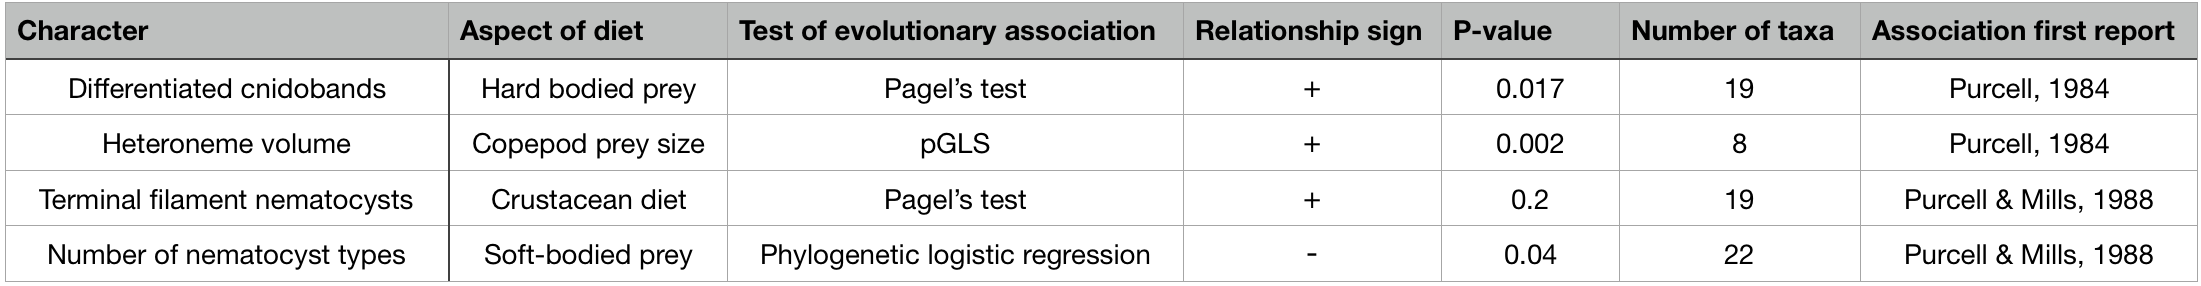 Character Aspect of diet Test of evolutionary association Relationship sign P-value Number of taxa Association first report
Differentiated cnidobands Hard bodied prey Pagel’s test + 0.017 19 Purcell, 1984
Heteroneme volume Copepod prey size pGLS + 0.002 8 Purcell, 1984
Terminal filament nematocysts Crustacean diet Pagel’s test + 0.2 19 Purcell & Mills, 1988
Number of nematocyst types Soft-bodied prey Phylogenetic logistic regression - 0.04 22 Purcell & Mills, 1988